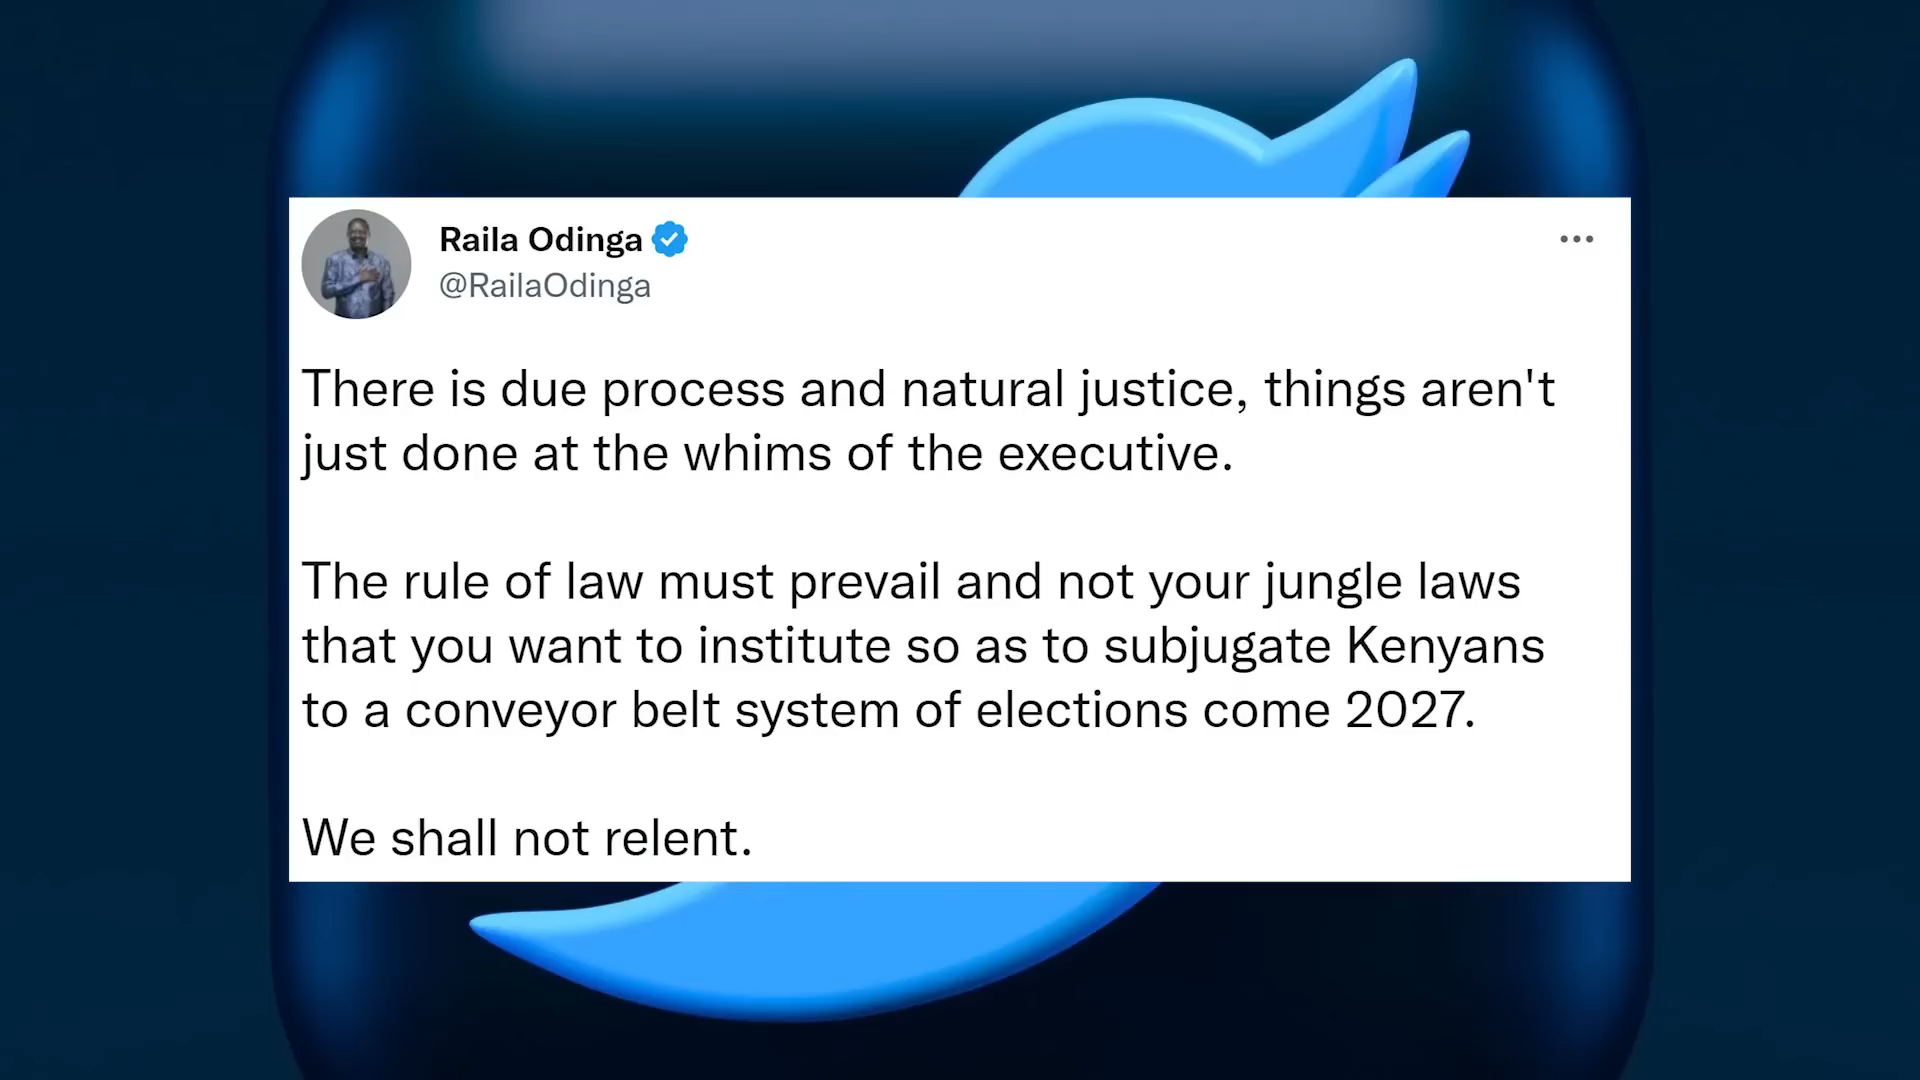 Raila Odinga
@RailaOdinga
There is due process and natural justice, things aren't
just done at the whims of the executive.
The rule of law must prevail and not your jungle laws
that you want to institute so as to subjugate Kenyans
to a conveyor belt system of elections come 2027.
We shall not relent.